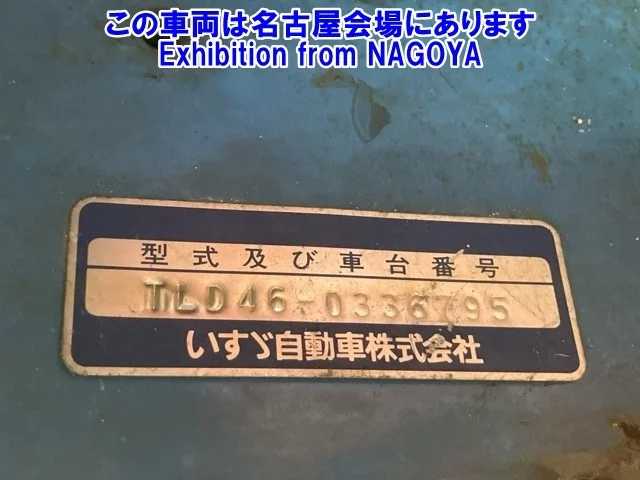 この車両は名古屋会場にあります
Exhibition from NAGOYA
型式及び車台番号
TLD46-0336795
いすゞ自動車株式会社